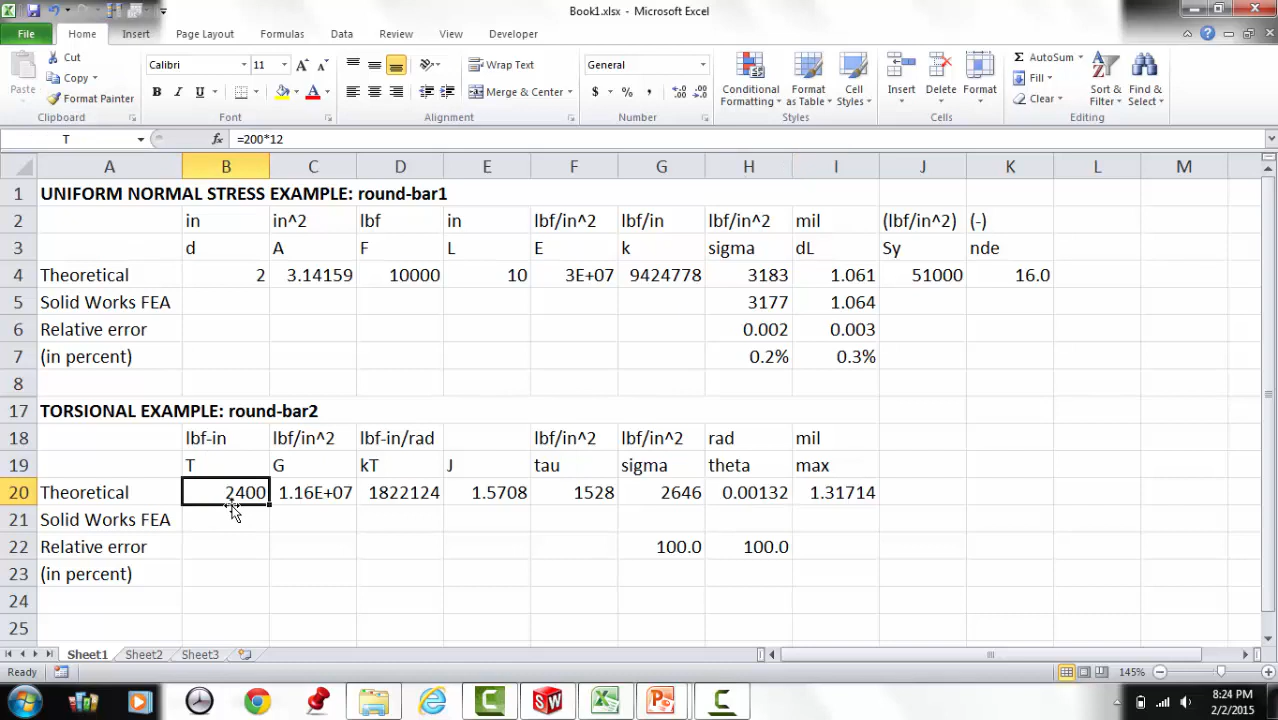 Book1.xlsx - Microsoft Excel
File Home Insert Page Layout Formulas Data Review View Developer
Paste
Cut
Copy
Format Painter
Clipboard
Calibri 11
B I U
Font
Wrap Text
Merge & Center
Alignment
General
$ % ,
Number
Conditional Formatting
Format as Table
Cell Styles
Styles
Insert Delete Format
Cells
AutoSum
Fill
Clear
Sort & Filter
Find & Select
Editing
T fx =200*12
A B C D E F G H I J K L M
1 UNIFORM NORMAL STRESS EXAMPLE: round-bar1
2 in in^2 lbf in lbf/in^2 lbf/in lbf/in^2 mil (lbf/in^2) (-)
3 d A F L E k sigma dL Sy nde
4 Theoretical 2 3.14159 10000 10 3E+07 9424778 3183 1.061 51000 16.0
5 Solid Works FEA 3177 1.064
6 Relative error 0.002 0.003
7 (in percent) 0.2% 0.3%
8
17 TORSIONAL EXAMPLE: round-bar2
18 lbf-in lbf/in^2 lbf-in/rad lbf/in^2 lbf/in^2 rad mil
19 T G kT J tau sigma theta max
20 Theoretical 2400 1.16E+07 1822124 1.5708 1528 2646 0.00132 1.31714
21 Solid Works FEA
22 Relative error 100.0 100.0
23 (in percent)
24
25
Sheet1 Sheet2 Sheet3
Ready 145%
8:24 PM
2/2/2015